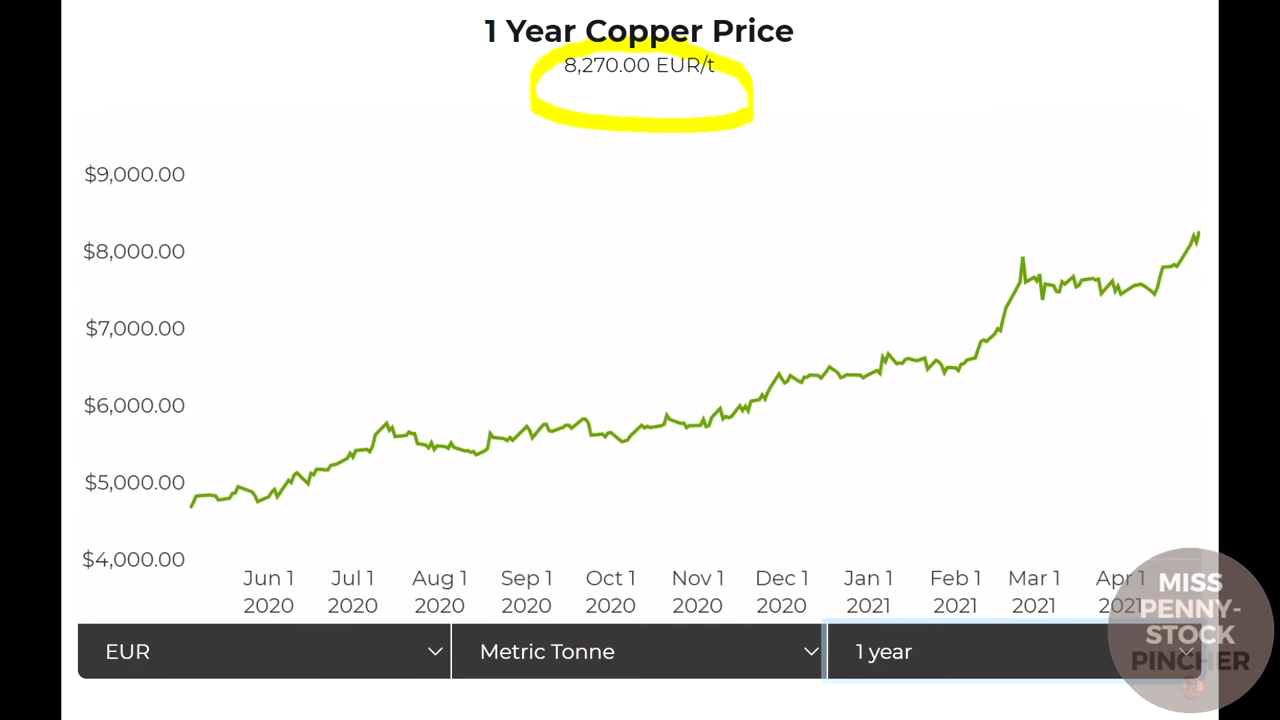 1 Year Copper Price
8,270.00 EUR/t
$9,000.00
$8,000.00
$7,000.00
$6,000.00
$5,000.00
$4,000.00
Jun 1 Jul 1 Aug 1 Sep 1 Oct 1 Nov 1 Dec 1 Jan 1 Feb 1 Mar 1 Apr 1
2020 2020 2020 2020 2020 2020 2020 2021 2021 2021 2021
EUR Metric Tonne 1 year
MISS
PENNY-
STOCK
PINCHER